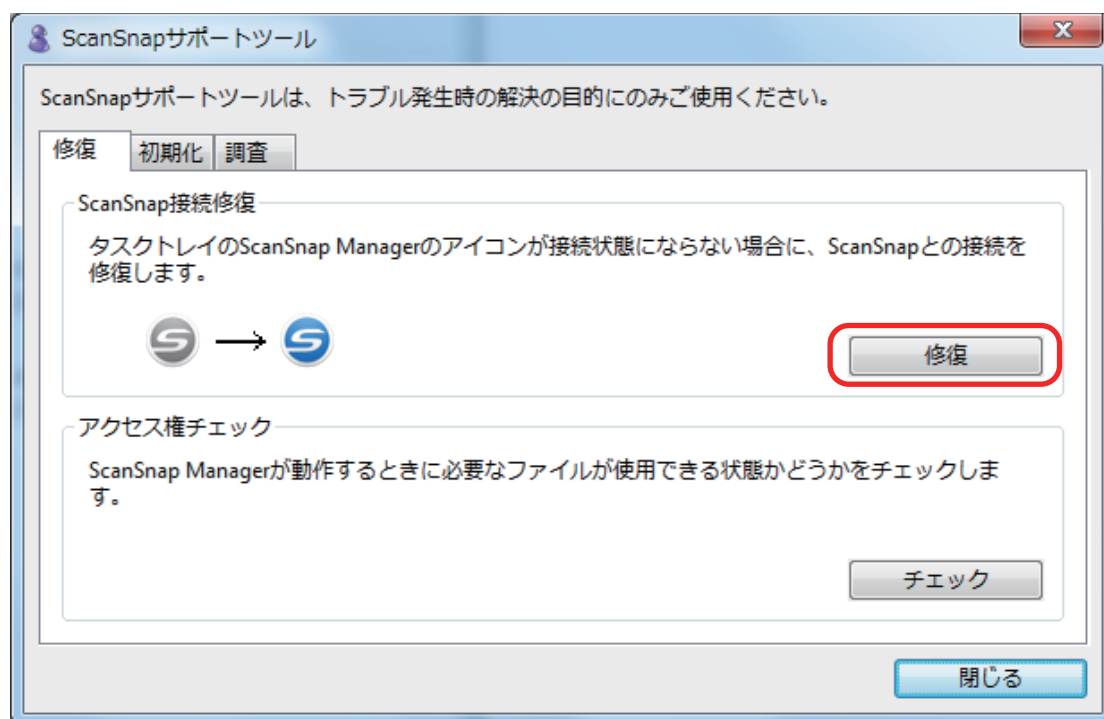 ScanSnapサポートツール
ScanSnapサポートツールは、トラブル発生時の解決の目的にのみご使用ください。
修復 初期化 調査
ScanSnap接続修復
タスクトレイのScanSnap Managerのアイコンが接続状態にならない場合に、ScanSnapとの接続を
修復します。
修復
アクセス権チェック
ScanSnap Managerが動作するときに必要なファイルが使用できる状態かどうかをチェックしま
す。
チェック
閉じる